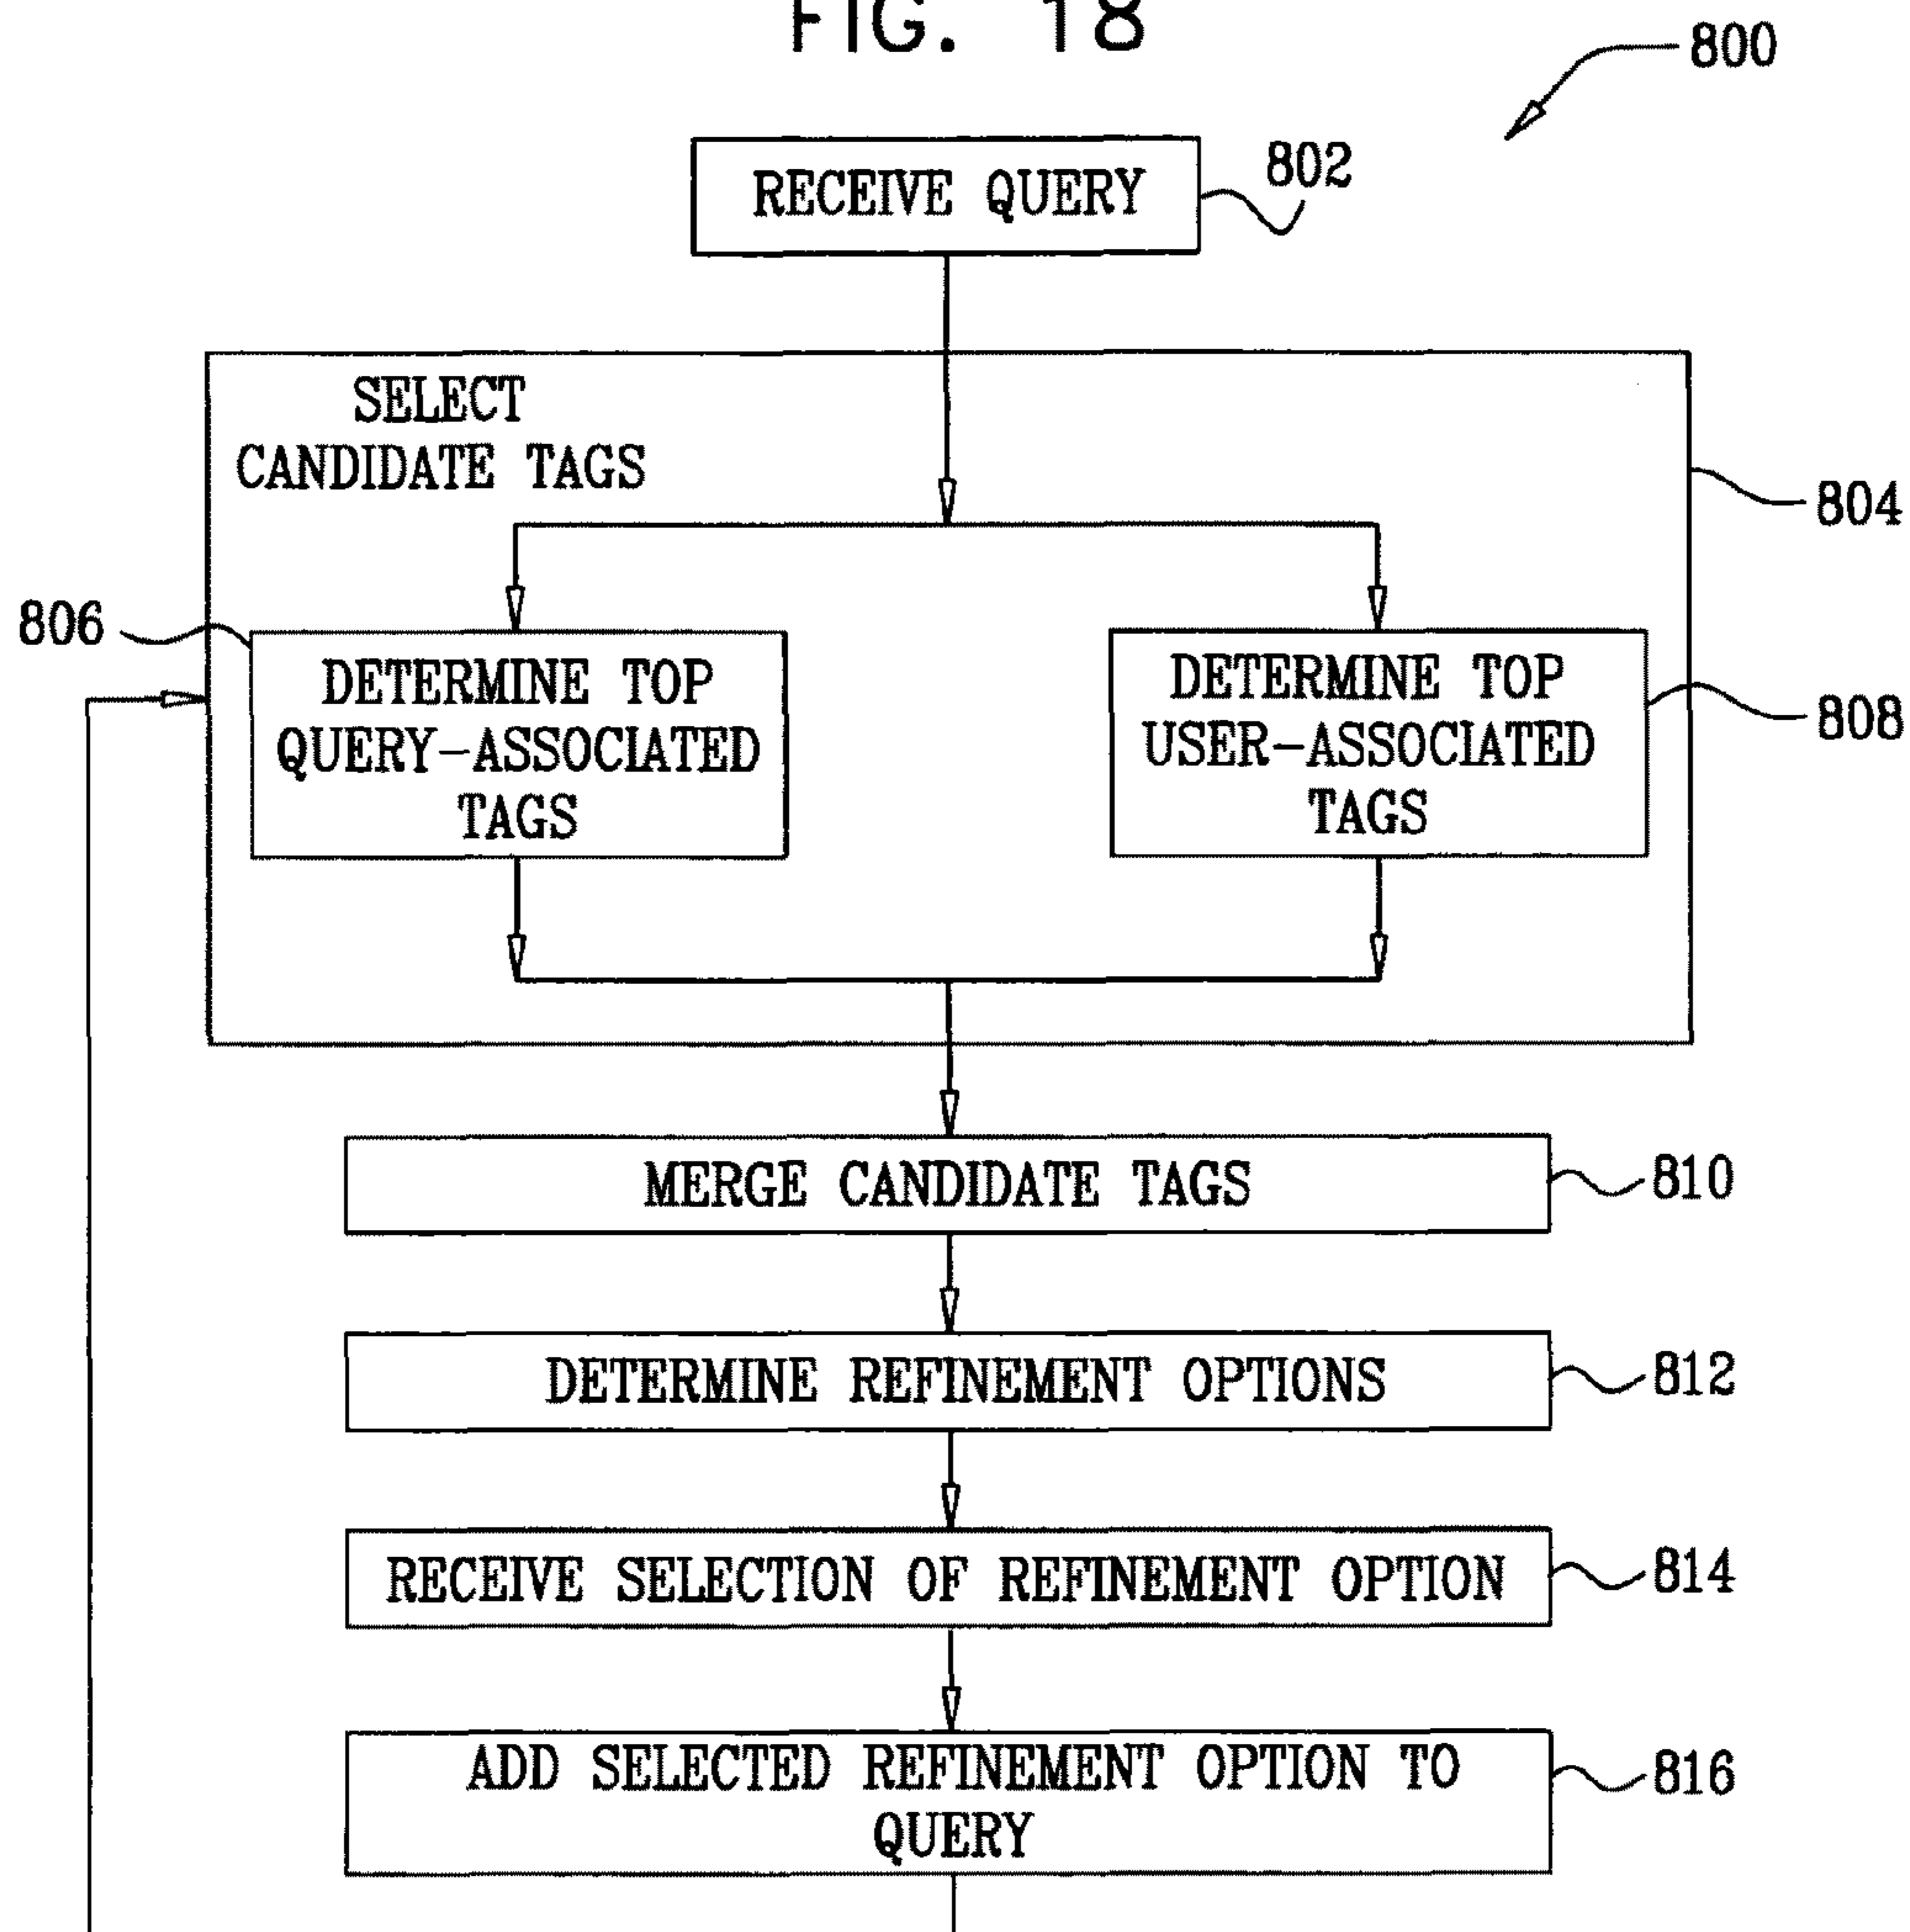 FIG. 18
800
RECEIVE QUERY
802
SELECT
CANDIDATE TAGS
804
806
DETERMINE TOP
QUERY-ASSOCIATED
TAGS
DETERMINE TOP
USER-ASSOCIATED
TAGS
808
MERGE CANDIDATE TAGS
810
DETERMINE REFINEMENT OPTIONS
812
RECEIVE SELECTION OF REFINEMENT OPTION
814
ADD SELECTED REFINEMENT OPTION TO
QUERY
816